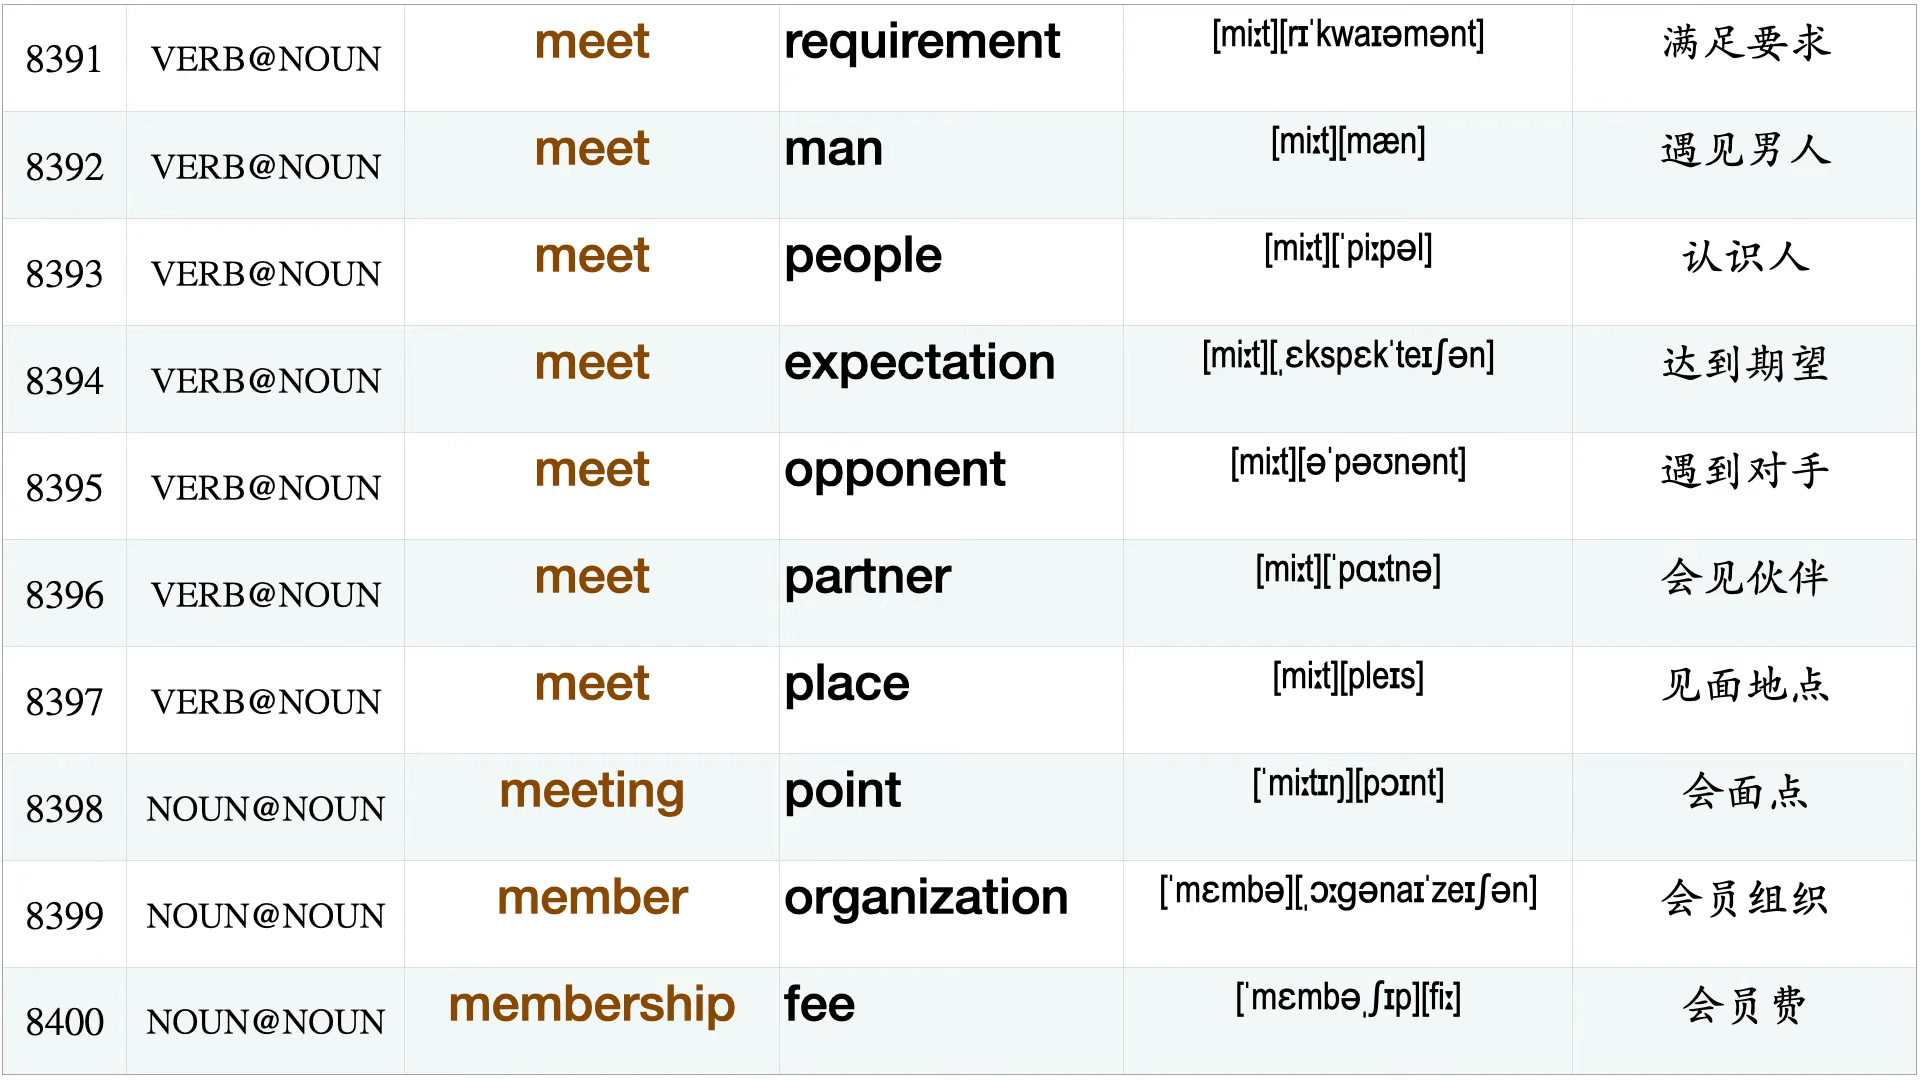 8391 VERB@NOUN meet requirement [miːt][rɪˈkwaɪəmənt] 满足要求
8392 VERB@NOUN meet man [miːt][mæn] 遇见男人
8393 VERB@NOUN meet people [miːt][ˈpiːpəl] 认识人
8394 VERB@NOUN meet expectation [miːt][ˌɛkspɛkˈteɪʃən] 达到期望
8395 VERB@NOUN meet opponent [miːt][əˈpəʊnənt] 遇到对手
8396 VERB@NOUN meet partner [miːt][ˈpɑːtnə] 会见伙伴
8397 VERB@NOUN meet place [miːt][pleɪs] 见面地点
8398 NOUN@NOUN meeting point [ˈmiːtɪŋ][pɔɪnt] 会面点
8399 NOUN@NOUN member organization [ˈmɛmbə][ˌɔːgənaɪˈzeɪʃən] 会员组织
8400 NOUN@NOUN membership fee [ˈmɛmbəˌʃɪp][fiː] 会员费